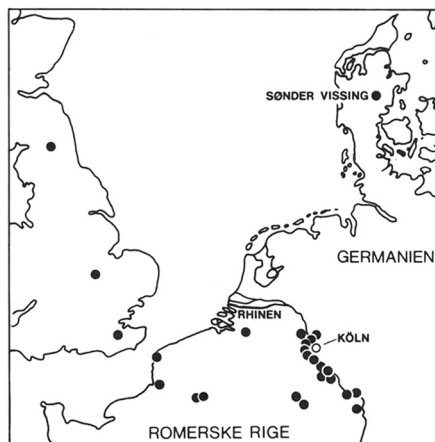 SØNDER VISSING
GERMANIEN
RHINEN
KÖLN
ROMERSKE RIGE